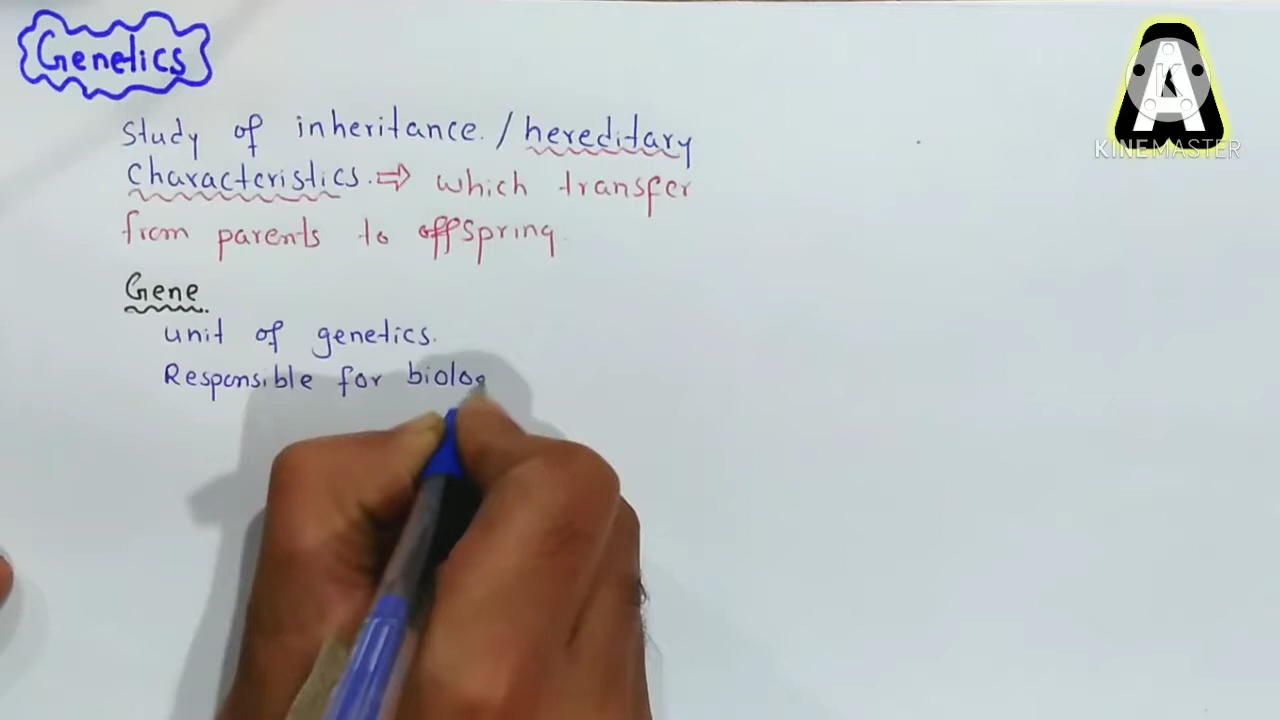 Genetics
Study of inheritance. / hereditary
Characteristics. ⇒ which transfer
from parents to offspring.
Gene
unit of genetics.
Responsible for biolog
A
K
KINEMASTER